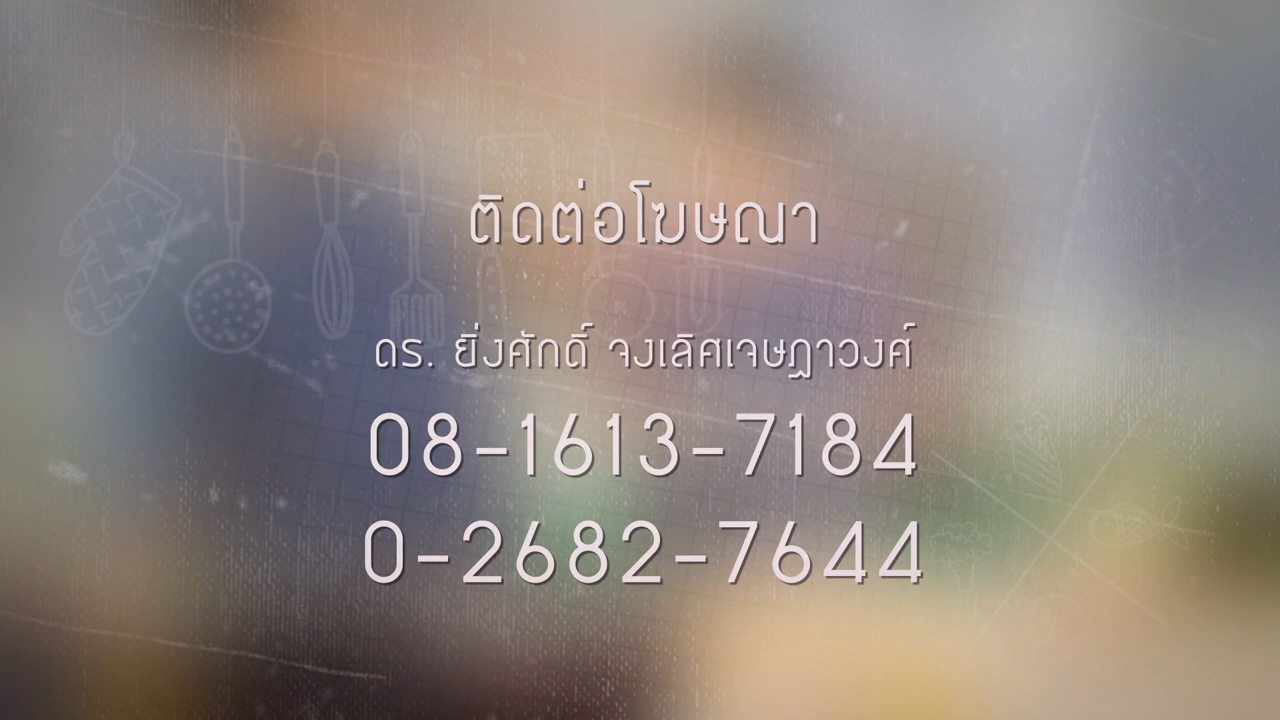 ติดต่อโฆษณา
ดร. ยิ่งศักดิ์ จงเลิศเจษฎาวงศ์
08-1613-7184
0-2682-7644